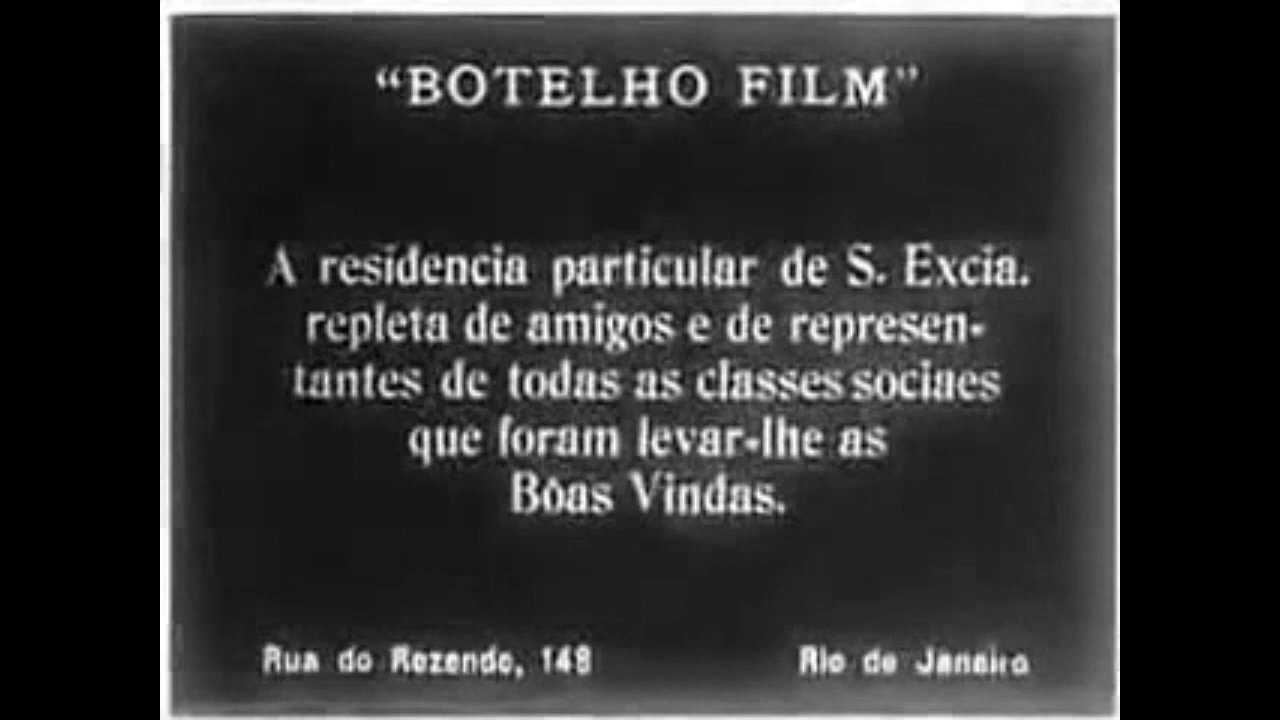 "BOTELHO FILM"
A residencia particular de S. Excia.
repleta de amigos e de represen-
tantes de todas as classes sociaes
que foram levar-lhe as
Bôas Vindas.
Rua do Rezende, 148 Rio de Janeiro